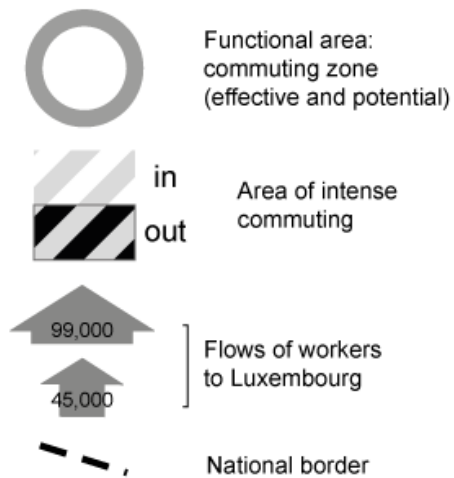 Functional area:
commuting zone
(effective and potential)
in
out
Area of intense
commuting
99,000
45,000
Flows of workers
to Luxembourg
National border